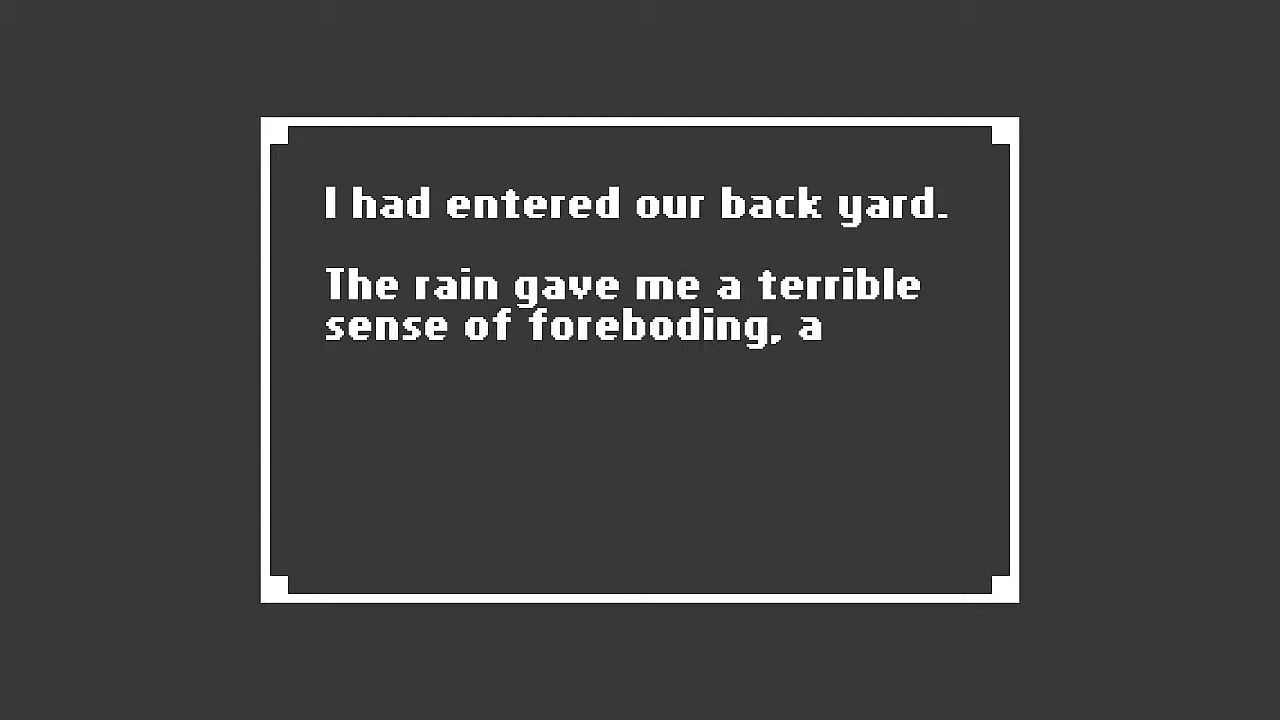 I had entered our back yard.
The rain gave me a terrible
sense of foreboding, a